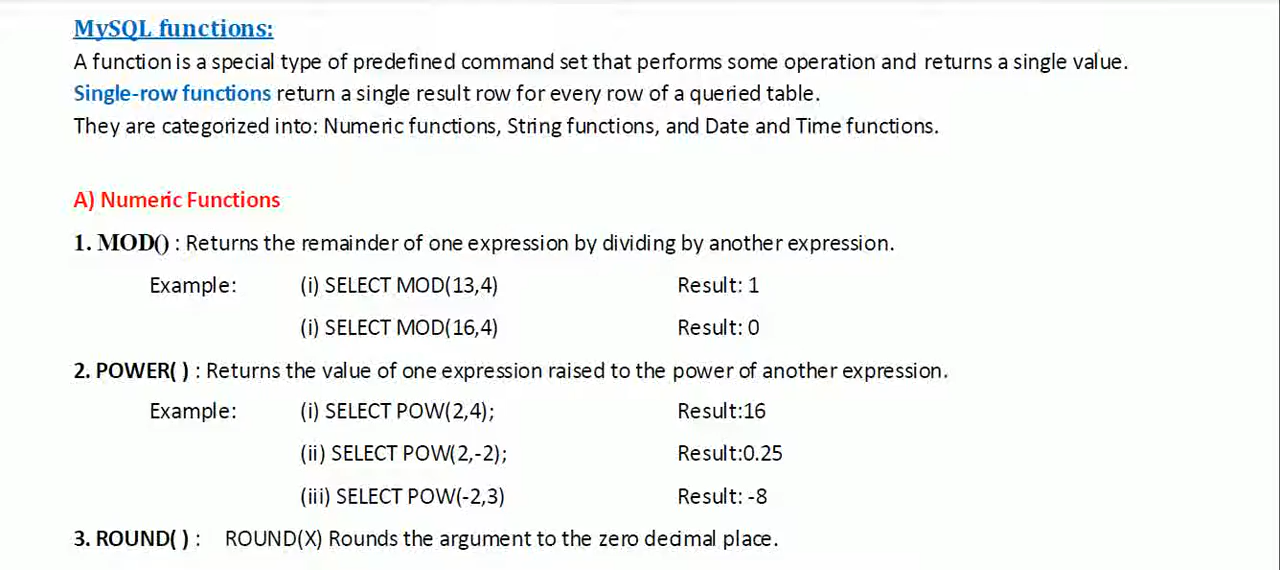 MySQL functions:
A function is a special type of predefined command set that performs some operation and returns a single value.
Single-row functions return a single result row for every row of a queried table.
They are categorized into: Numeric functions, String functions, and Date and Time functions.
A) Numeric Functions
1. MOD() : Returns the remainder of one expression by dividing by another expression.
Example: (i) SELECT MOD(13,4) Result: 1
(i) SELECT MOD(16,4) Result: 0
2. POWER( ) : Returns the value of one expression raised to the power of another expression.
Example: (i) SELECT POW(2,4); Result:16
(ii) SELECT POW(2,-2); Result:0.25
(iii) SELECT POW(-2,3) Result: -8
3. ROUND( ) : ROUND(X) Rounds the argument to the zero decimal place.